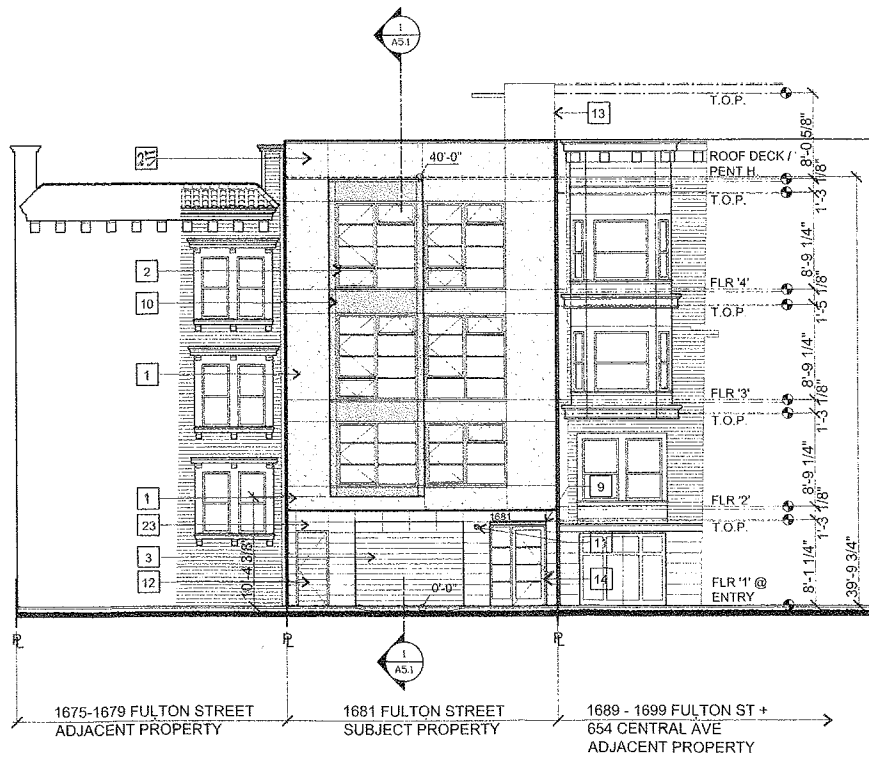 1
A5.1
T.O.P.
13
8'-0 5/8"
40'-0"
ROOF DECK /
PENT H.
T.O.P.
1'-3 1/8"
2
8'-9 1/4"
10
FLR '4'
T.O.P.
1'-5 1/8"
1
8'-9 1/4"
FLR '3'
T.O.P.
1'-3 1/8"
9
8'-9 1/4"
1
FLR '2'
T.O.P.
1'-3 1/8"
23
1681
3
10'-4 3/8"
12
14
8'-1 1/4"
39'-9 3/4"
0'-0"
FLR '1' @
ENTRY
PL
PL
PL
1
A5.1
1675-1679 FULTON STREET
ADJACENT PROPERTY
1681 FULTON STREET
SUBJECT PROPERTY
1689 - 1699 FULTON ST +
654 CENTRAL AVE
ADJACENT PROPERTY